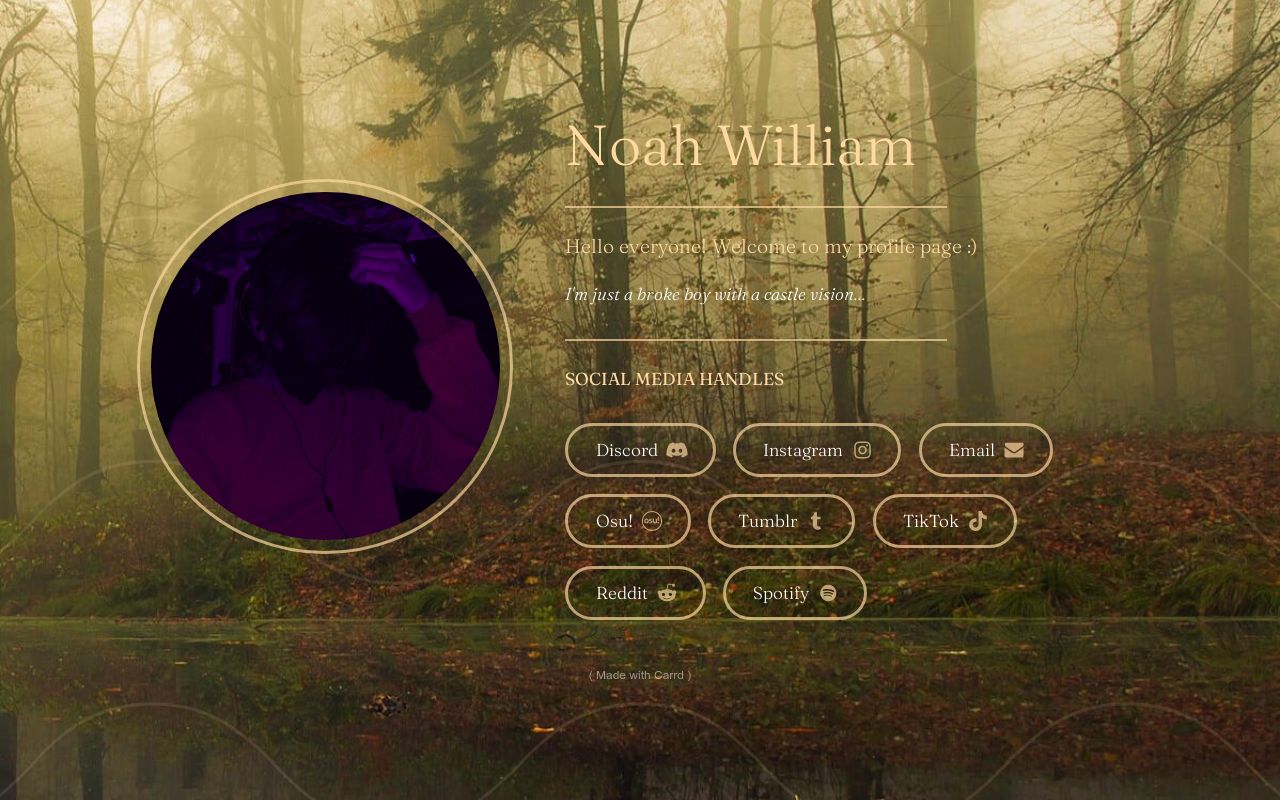 Noah William
Hello everyone! Welcome to my profile page :)
I'm just a broke boy with a castle vision...
SOCIAL MEDIA HANDLES
Discord
Instagram
Email
Osu!
osu!
Tumblr
TikTok
Reddit
Spotify
( Made with Carrd )